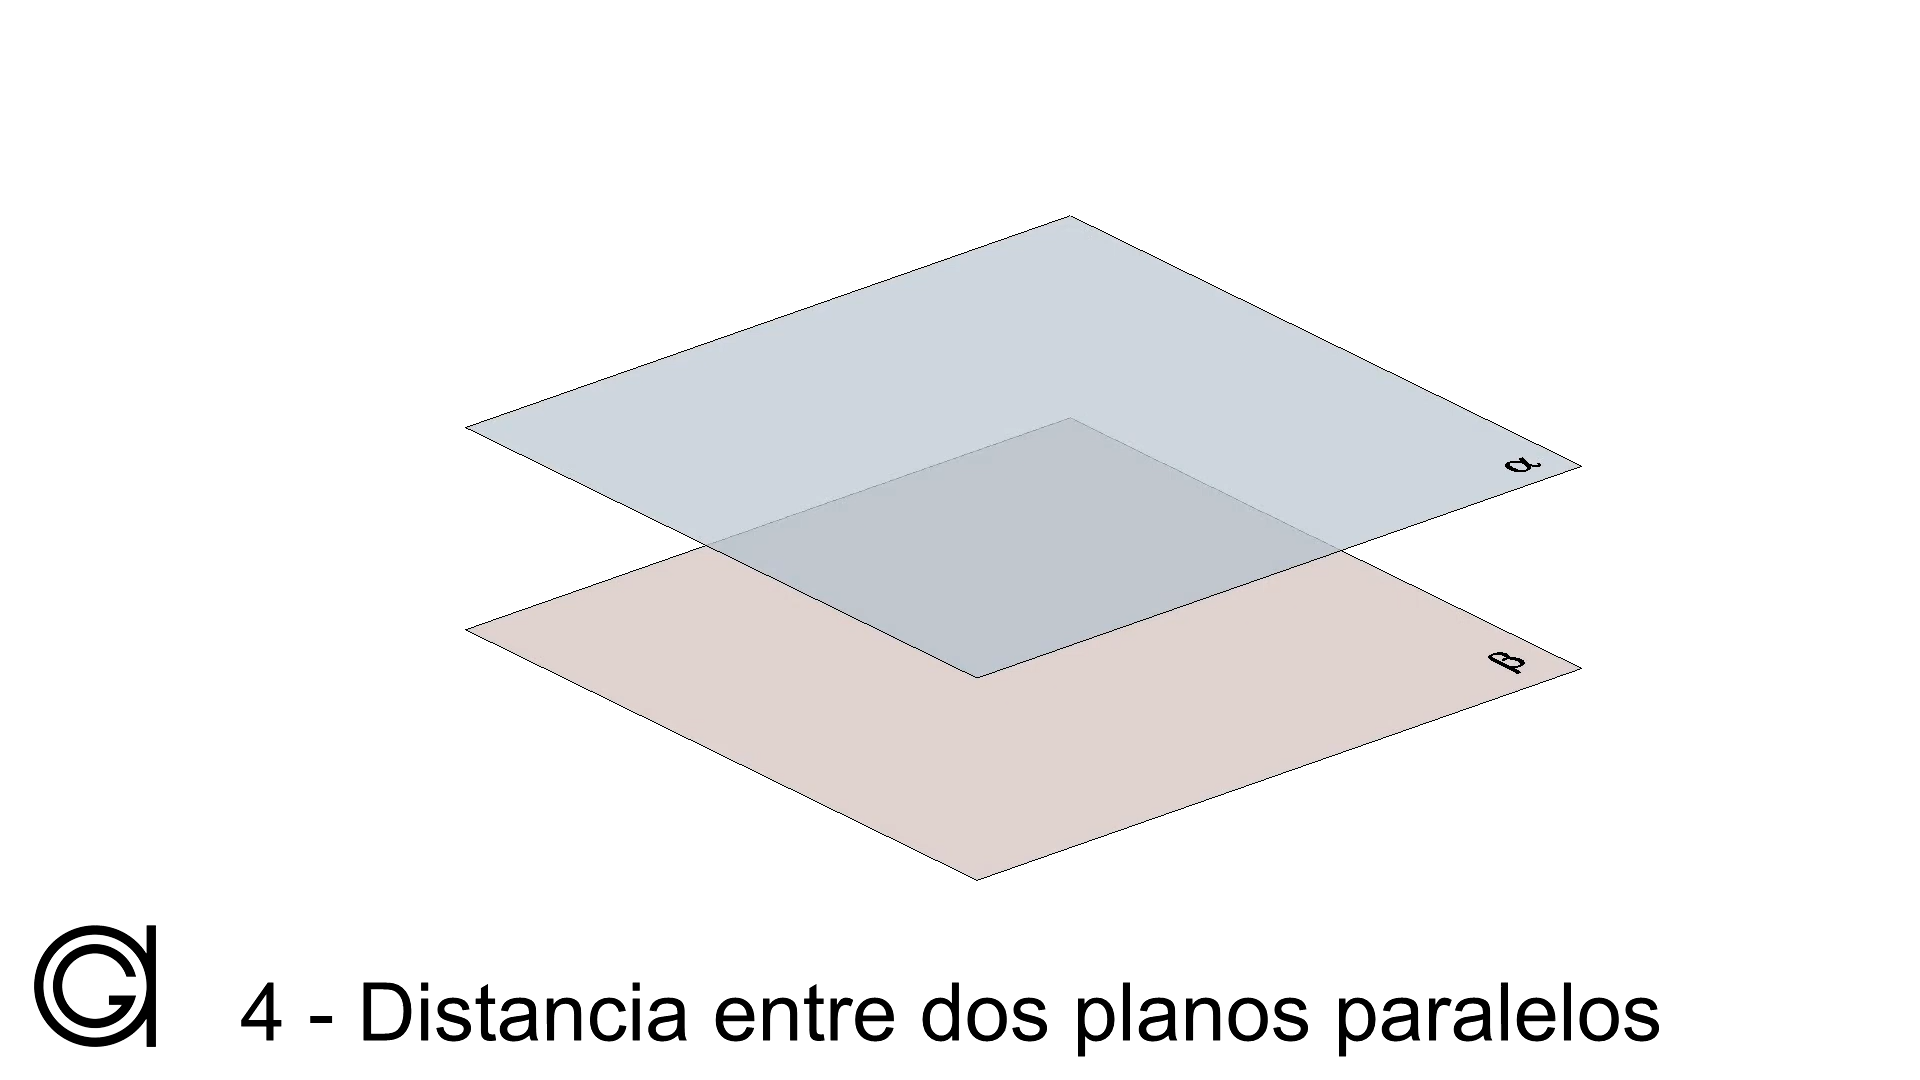 α
β
4 - Distancia entre dos planos paralelos